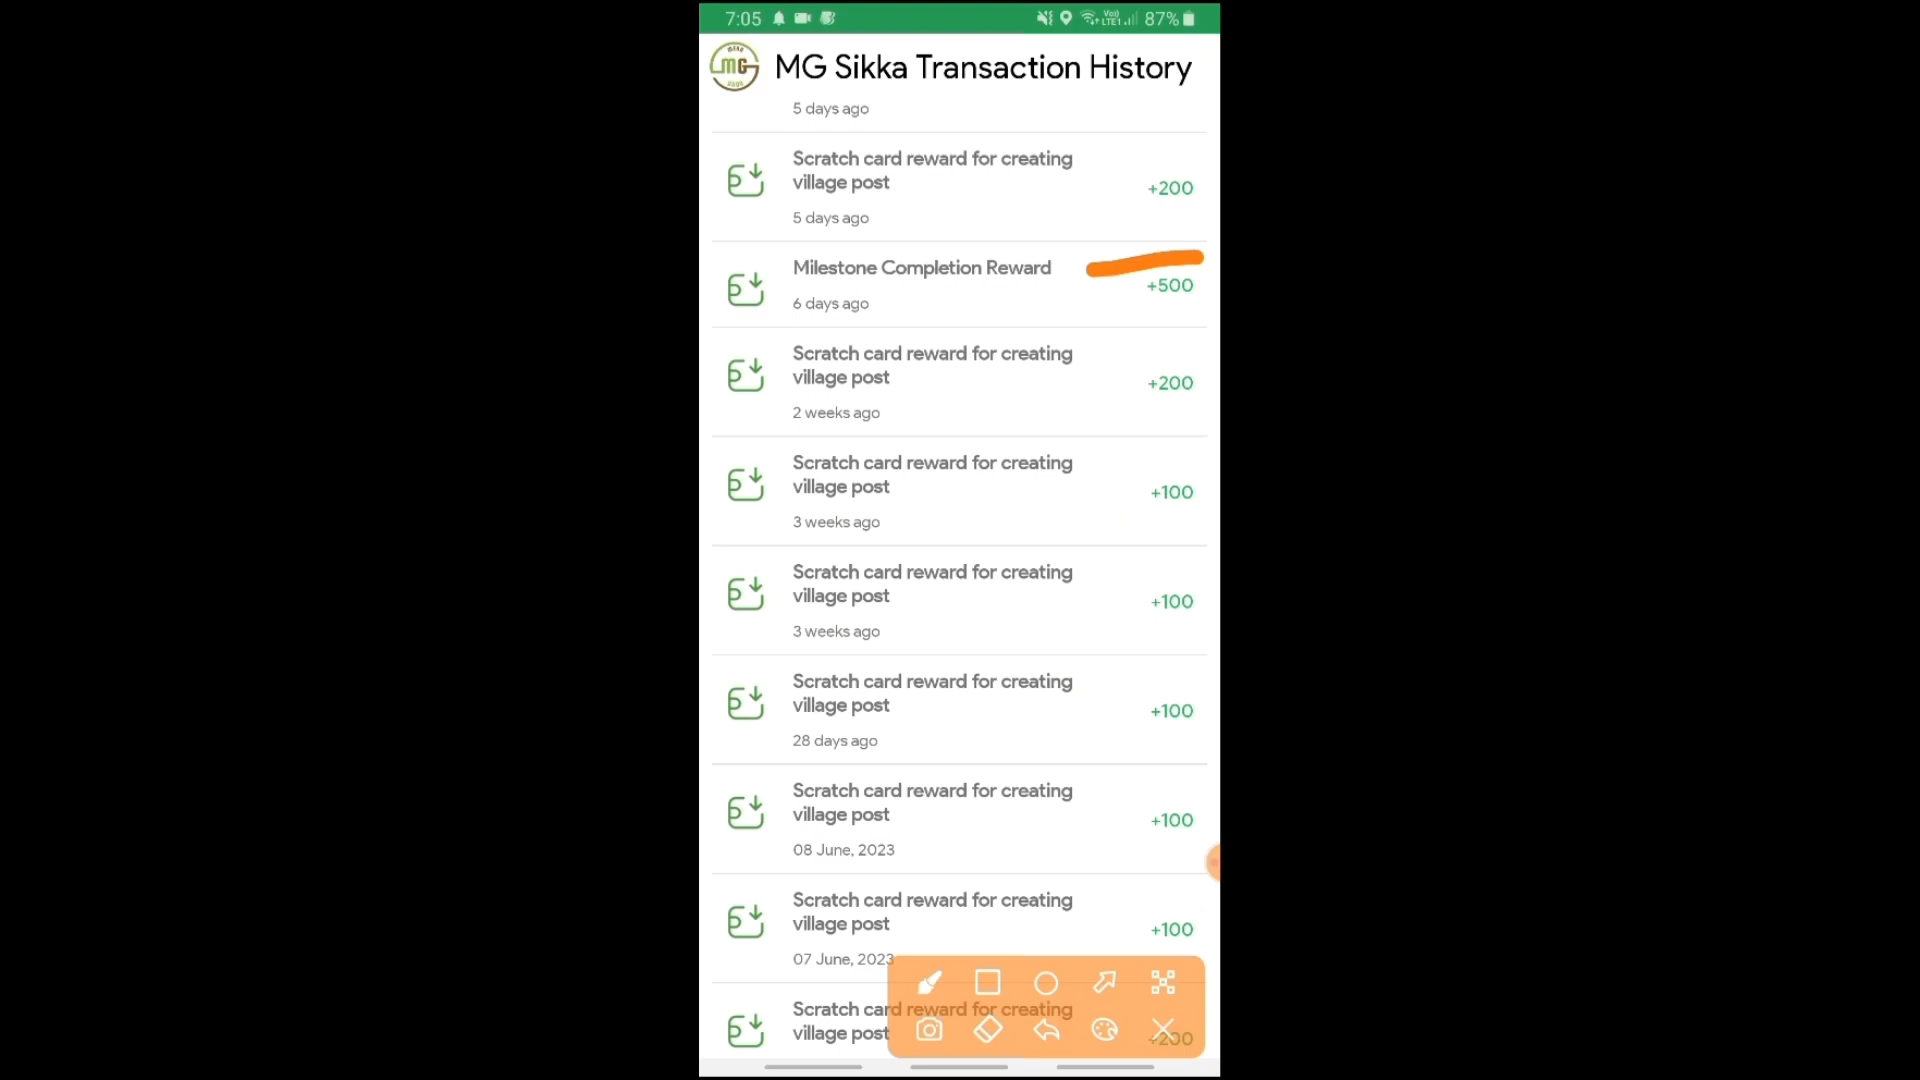 7:05
Vo)) LTE1 87%
MG
MG Sikka Transaction History
5 days ago
Scratch card reward for creating
village post
+200
5 days ago
Milestone Completion Reward
+500
6 days ago
Scratch card reward for creating
village post
+200
2 weeks ago
Scratch card reward for creating
village post
+100
3 weeks ago
Scratch card reward for creating
village post
+100
3 weeks ago
Scratch card reward for creating
village post
+100
28 days ago
Scratch card reward for creating
village post
+100
08 June, 2023
Scratch card reward for creating
village post
+100
07 June, 2023
Scratch card reward for creating
village post
+200